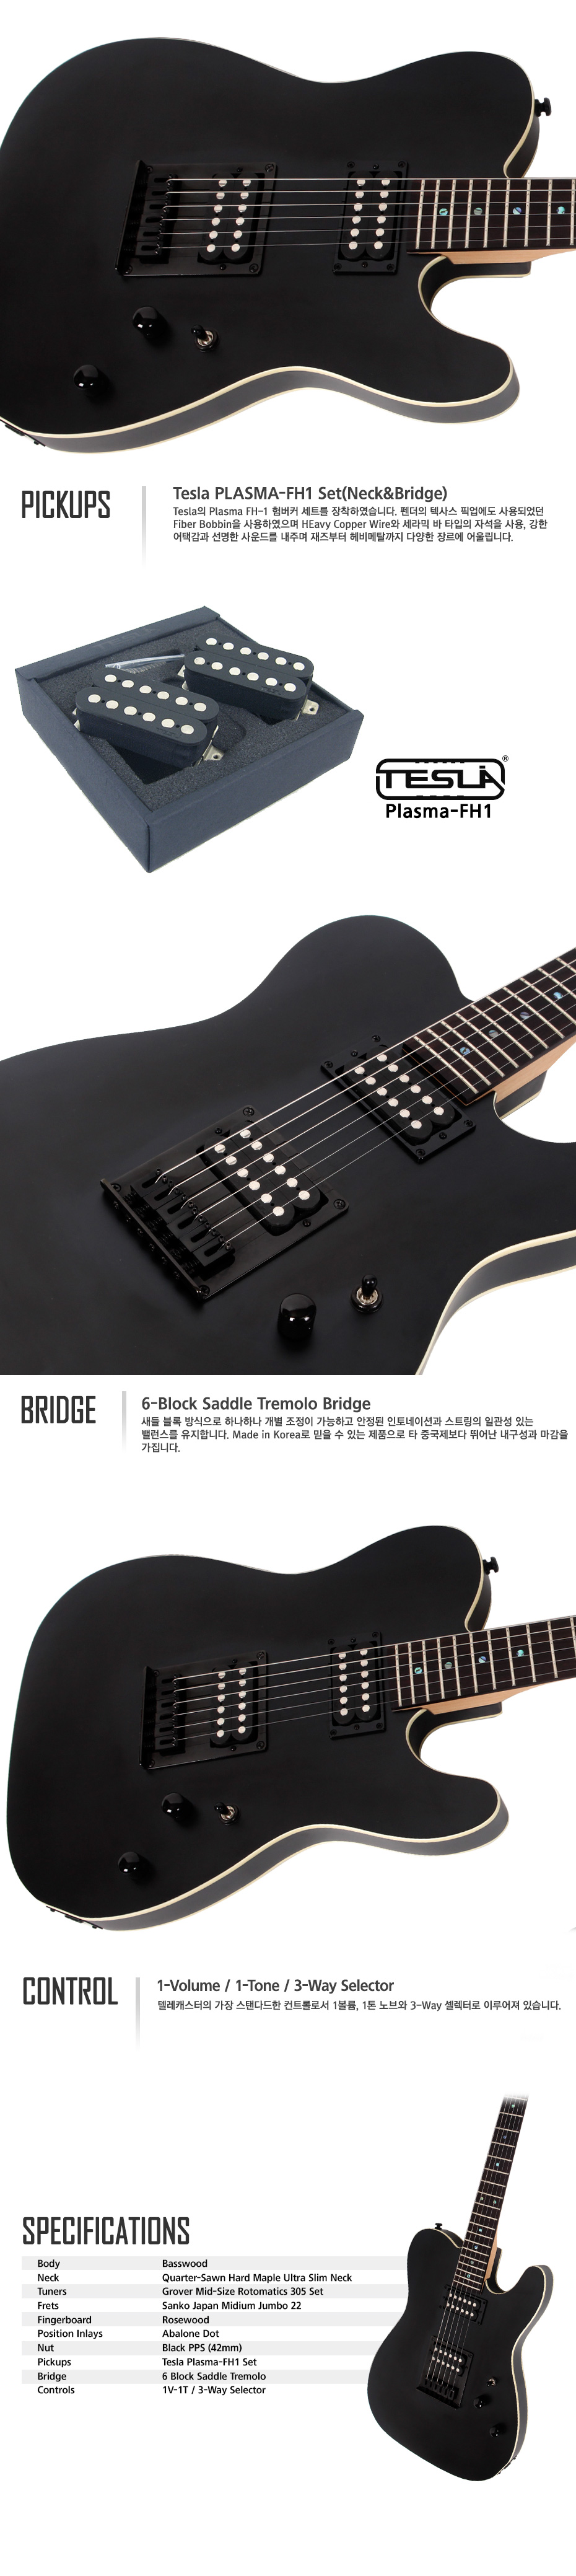 PICKUPS
Tesla PLASMA-FH1 Set(Neck&Bridge)
Tesla의 Plasma FH-1 험버커 세트를 장착하였습니다. 펜더의 텍사스 픽업에도 사용되었던
Fiber Bobbin을 사용하였으며 HEavy Copper Wire와 세라믹 바 타입의 자석을 사용, 강한
어택감과 선명한 사운드를 내주며 재즈부터 헤비메탈까지 다양한 장르에 어울립니다.
TESLA®
Plasma-FH1
BRIDGE
6-Block Saddle Tremolo Bridge
새들 블록 방식으로 하나하나 개별 조정이 가능하고 안정된 인토네이션과 스트링의 일관성 있는
밸런스를 유지합니다. Made in Korea로 믿을 수 있는 제품으로 타 중국제보다 뛰어난 내구성과 마감을
가집니다.
CONTROL
1-Volume / 1-Tone / 3-Way Selector
텔레캐스터의 가장 스탠다드한 컨트롤로서 1볼륨, 1톤 노브와 3-Way 셀렉터로 이루어져 있습니다.
SPECIFICATIONS
Body Basswood
Neck Quarter-Sawn Hard Maple Ultra Slim Neck
Tuners Grover Mid-Size Rotomatics 305 Set
Frets Sanko Japan Midium Jumbo 22
Fingerboard Rosewood
Position Inlays Abalone Dot
Nut Black PPS (42mm)
Pickups Tesla Plasma-FH1 Set
Bridge 6 Block Saddle Tremolo
Controls 1V-1T / 3-Way Selector